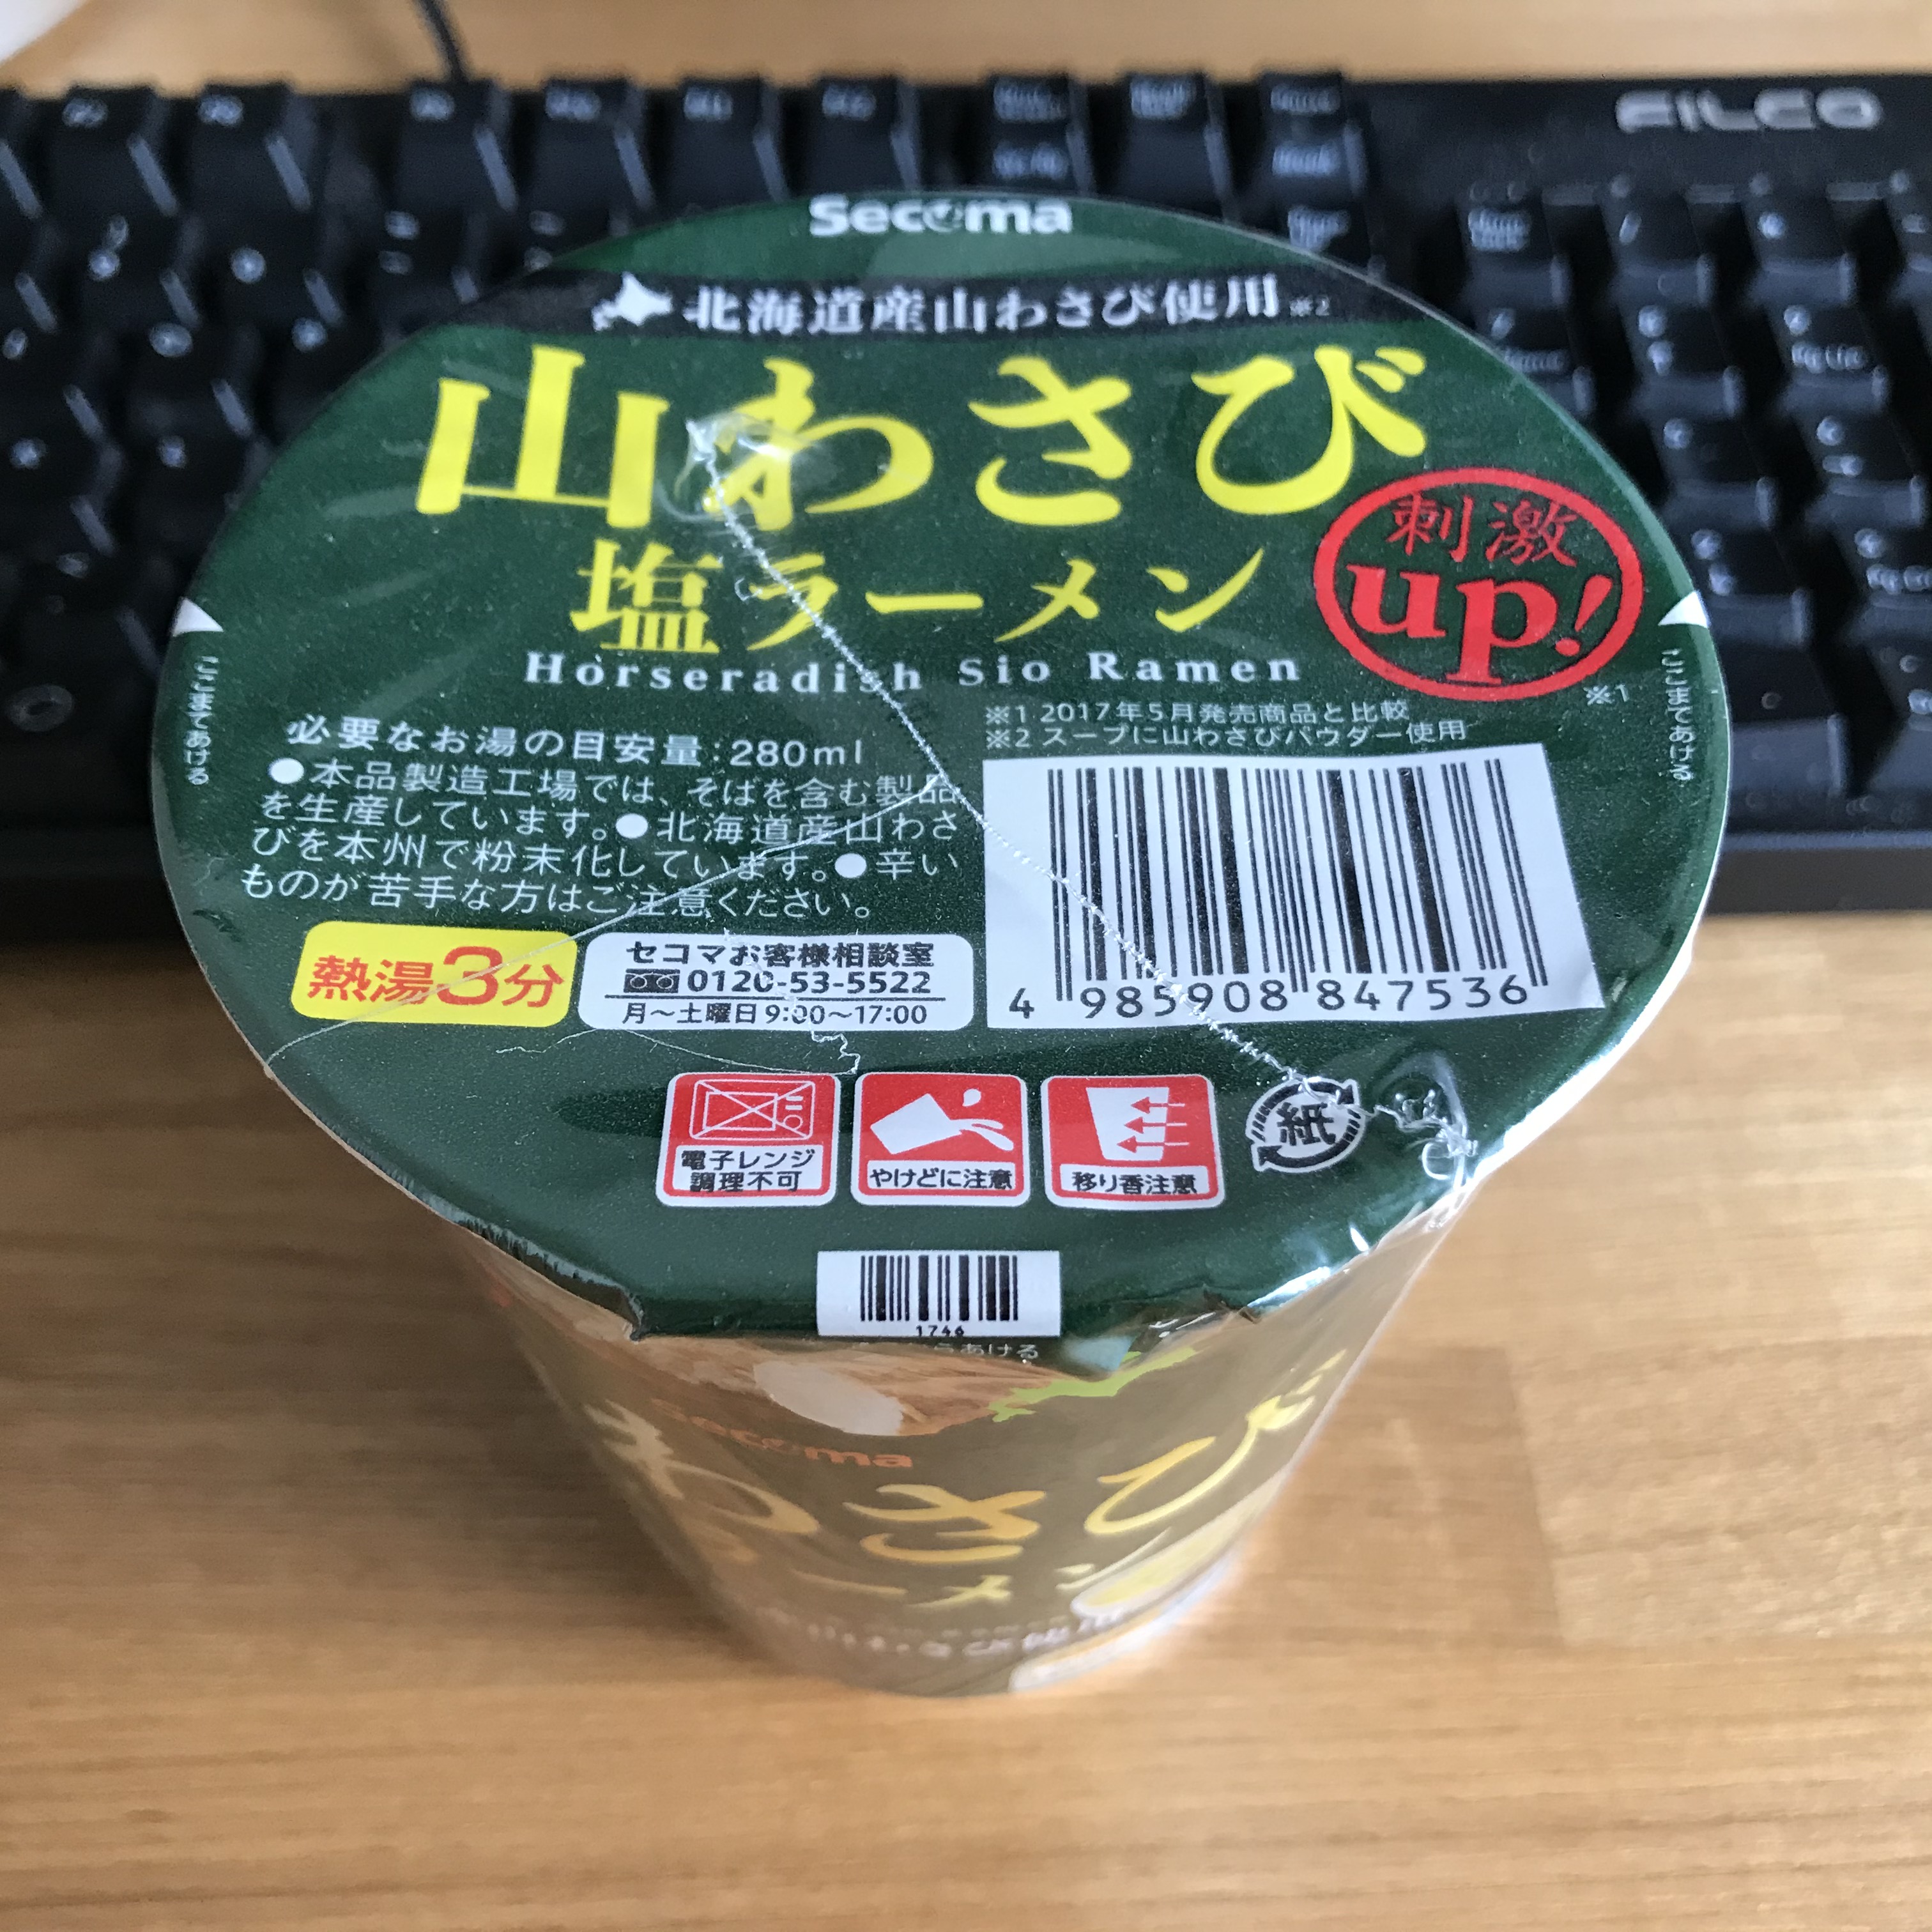 FILCO
Secoma
北海道産山わさび使用※2
山わさび
塩ラーメン
刺激
up!
※1
Horseradish Sio Ramen
ここまであける
ここまであける
※1 2017年5月発売商品と比較
※2 スープに山わさびパウダー使用
必要なお湯の目安量:280ml
●本品製造工場では、そばを含む製品
を生産しています。●北海道産山わさ
びを本州で粉末化しています。●辛い
ものが苦手な方はご注意ください。
熱湯3分
セコマお客様相談室
0120-53-5522
月～土曜日9:00～17:00
4 985908 847536
電子レンジ
調理不可
やけどに注意
移り香注意
紙
1746
あける
Secoma
わさび
ラーメン